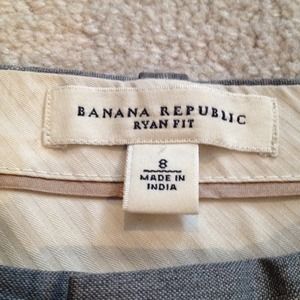 BANANA REPUBLIC
RYAN FIT
8
MADE IN
INDIA